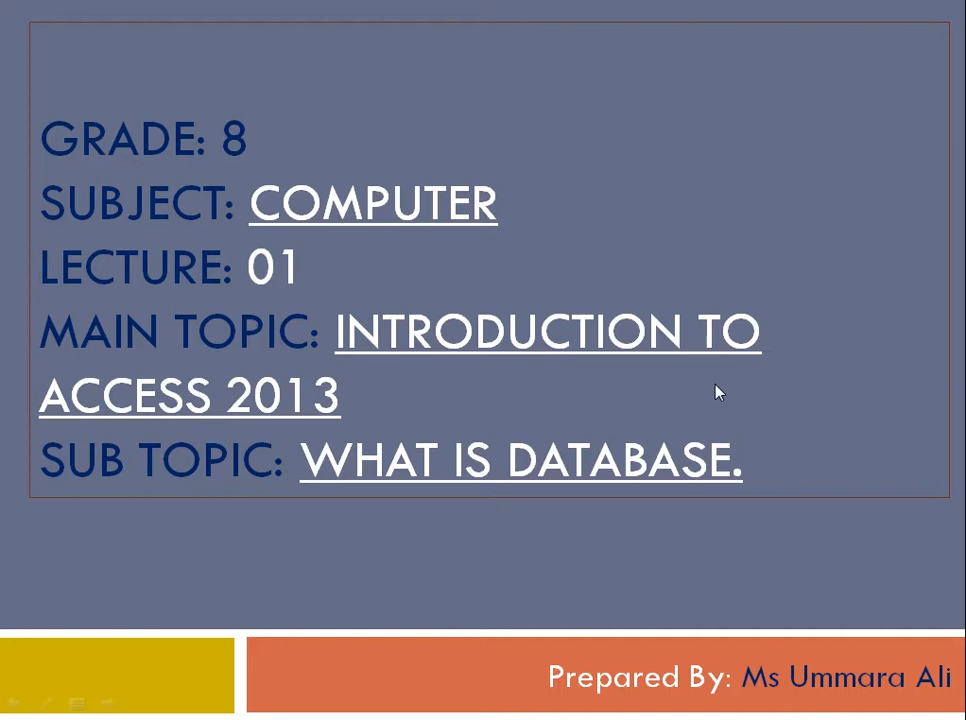 GRADE: 8
SUBJECT: COMPUTER
LECTURE: 01
MAIN TOPIC: INTRODUCTION TO
ACCESS 2013
SUB TOPIC: WHAT IS DATABASE.
Prepared By: Ms Ummara Ali